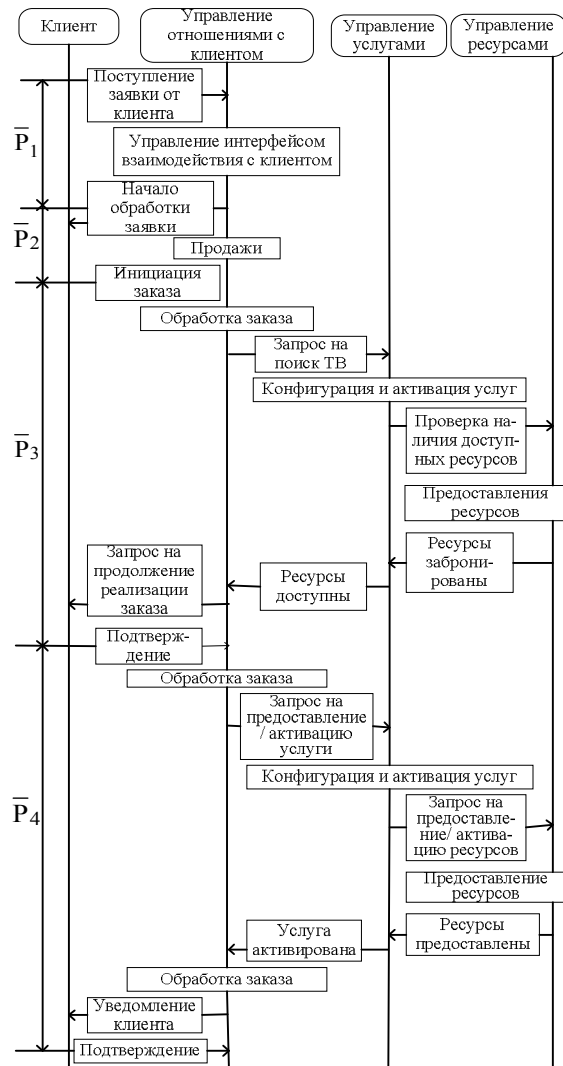 Клиент
Управление
отношениями с
клиентом
Управление
услугами
Управление
ресурсами
Поступление
заявки от
клиента
P̅1
Управление интерфейсом
взаимодействия с клиентом
Начало
обработки
заявки
P̅2
Продажи
Инициация
заказа
Обработка заказа
Запрос на
поиск ТВ
Конфигурация и активация услуг
P̅3
Проверка на-
личия доступ-
ных ресурсов
Предоставления
ресурсов
Ресурсы
заброни-
рованы
Ресурсы
доступны
Запрос на
продолжение
реализации
заказа
Подтверж-
дение
Обработка заказа
Запрос на
предоставление
/ активацию
услуги
Конфигурация и активация услуг
P̅4
Запрос на
предоставле-
ние/ актива-
цию ресурсов
Предоставление
ресурсов
Ресурсы
предоставлены
Услуга
активирована
Обработка заказа
Уведомление
клиента
Подтверждение